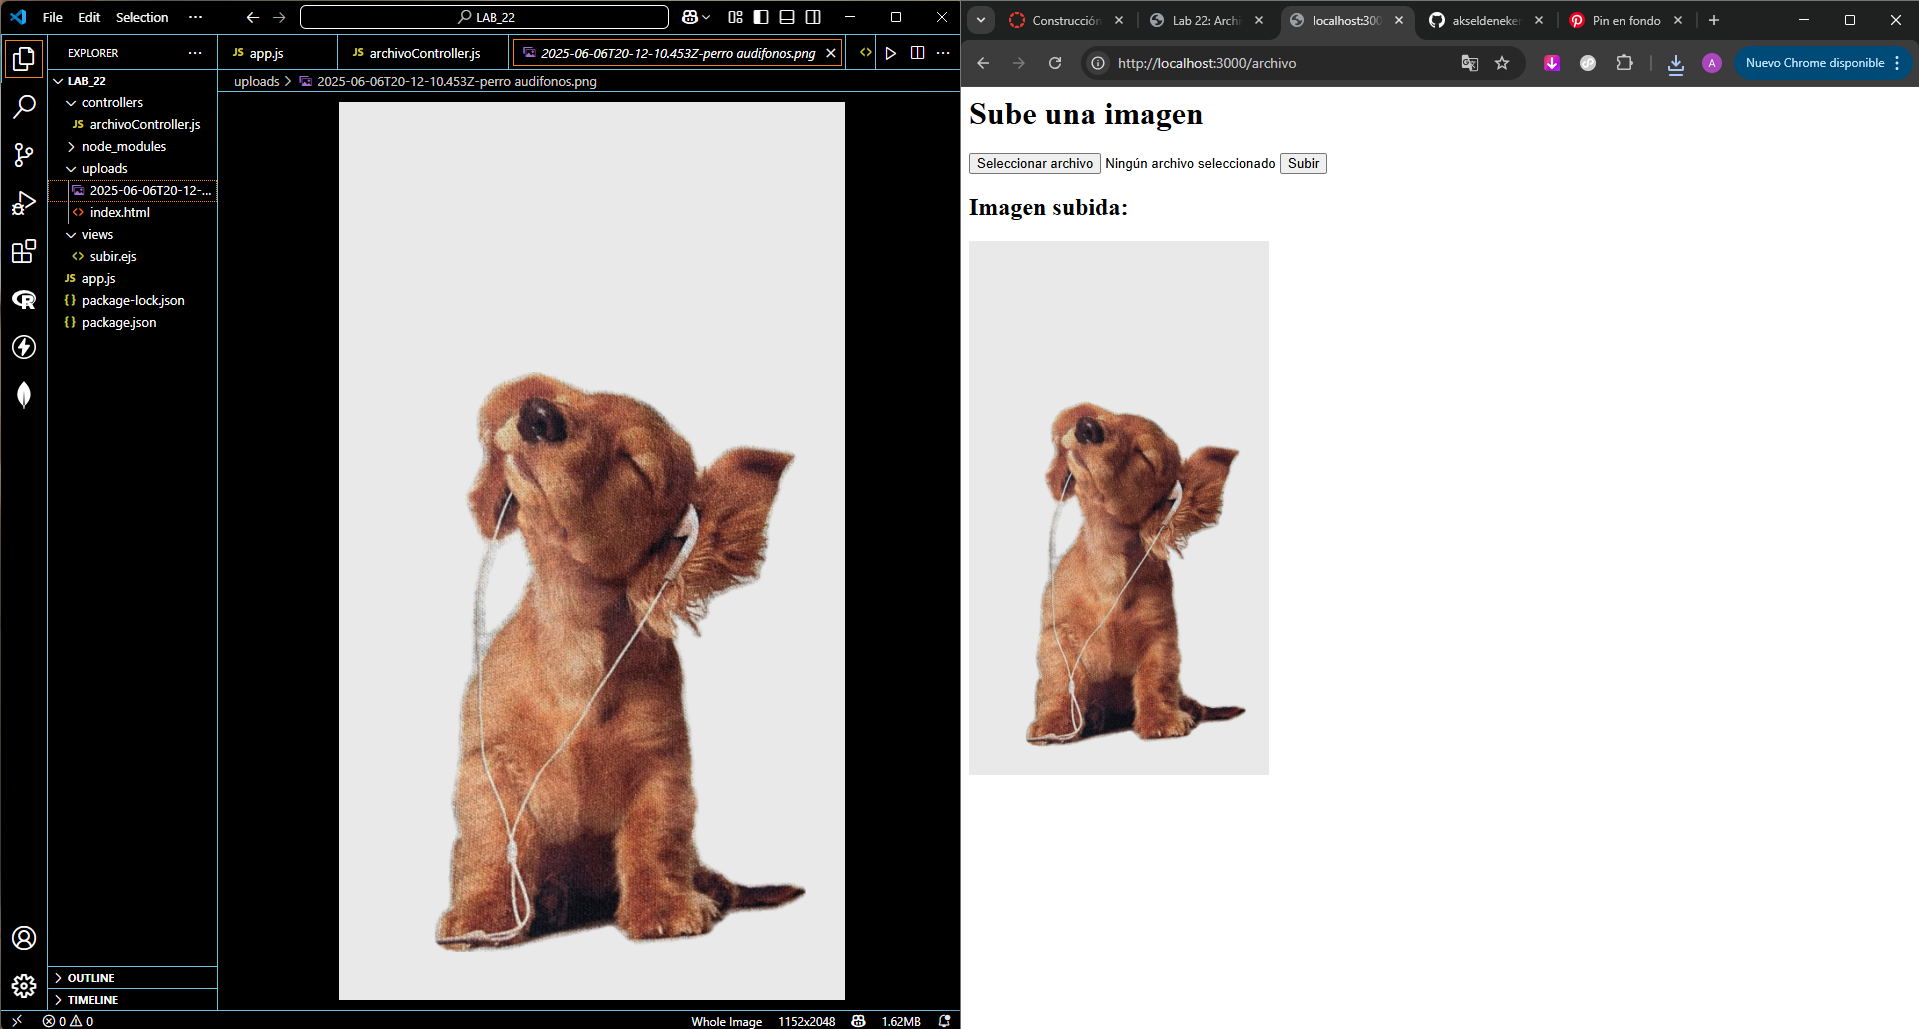 File Edit Selection ··· LAB_22
EXPLORER ···
LAB_22
controllers
JS archivoController.js
node_modules
uploads
2025-06-06T20-12-...
<> index.html
views
<> subir.ejs
JS app.js
{} package-lock.json
{} package.json
OUTLINE
TIMELINE
JS app.js
JS archivoController.js
2025-06-06T20-12-10.453Z-perro audifonos.png
uploads > 2025-06-06T20-12-10.453Z-perro audifonos.png
0 0
Whole Image 1152x2048 1.62MB
Construcción
Lab 22: Archi
localhost:300
akseldeneker
Pin en fondo
http://localhost:3000/archivo
A
Nuevo Chrome disponible
Sube una imagen
Seleccionar archivo Ningún archivo seleccionado Subir
Imagen subida: